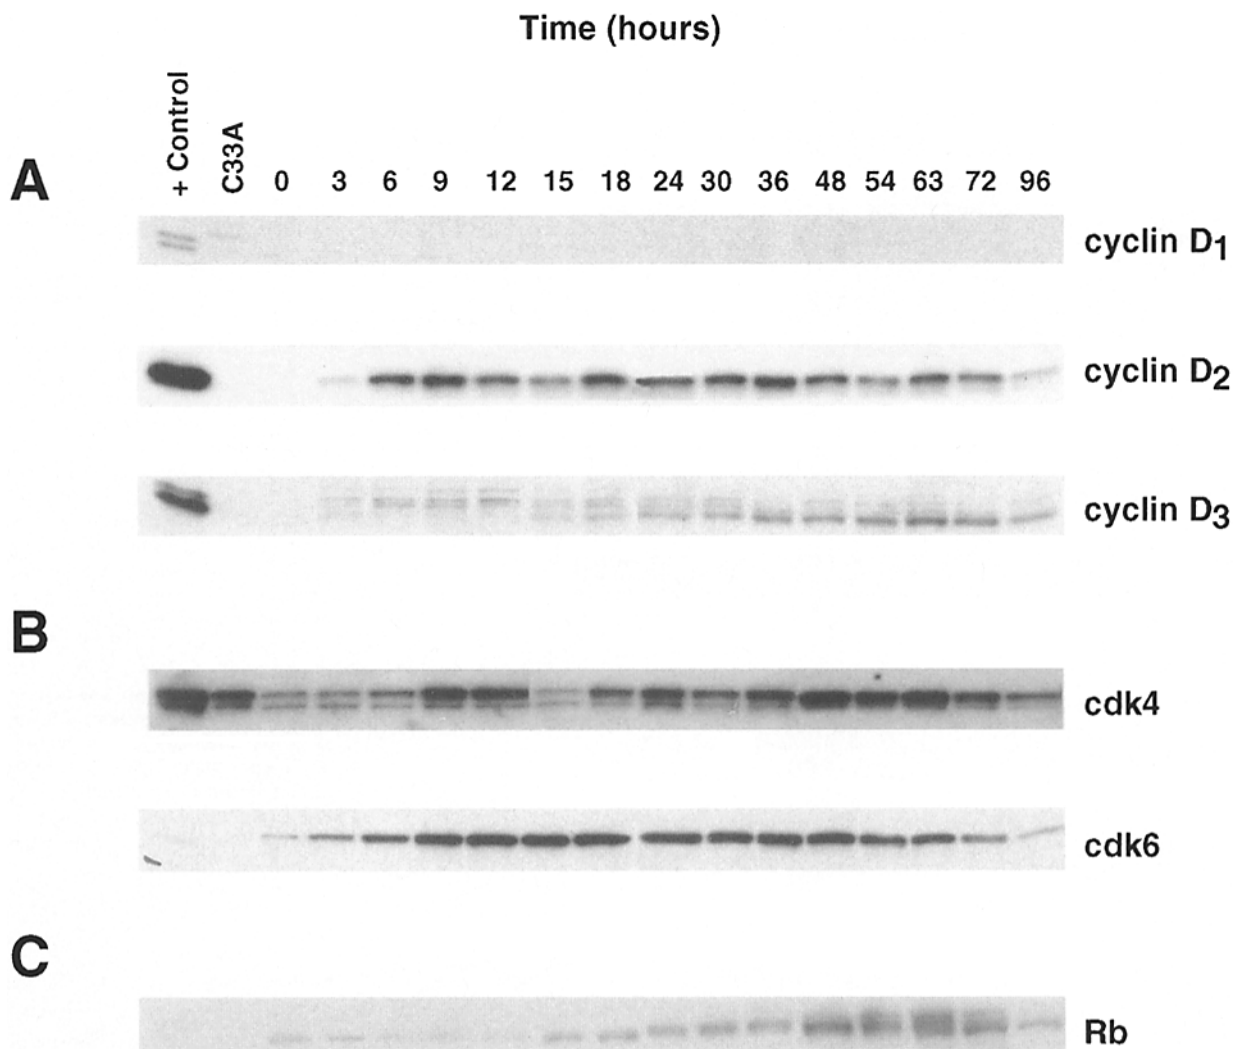 Time (hours)
+ Control
C33A
0 3 6 9 12 15 18 24 30 36 48 54 63 72 96
A
cyclin D1
cyclin D2
cyclin D3
B
cdk4
cdk6
C
Rb